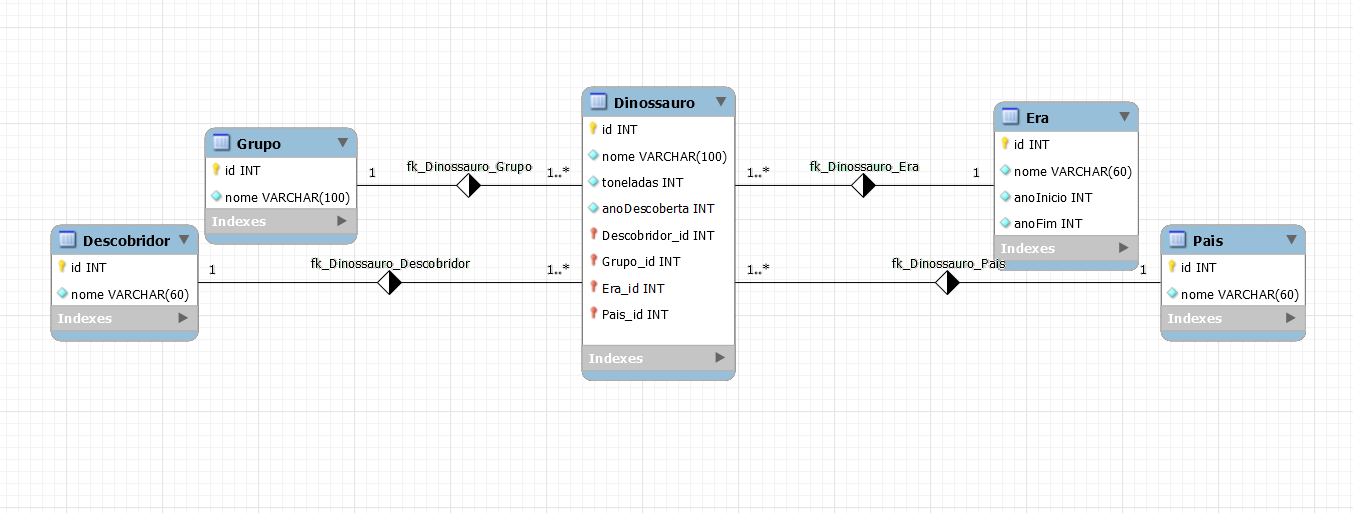 Dinossauro
id INT
nome VARCHAR(100)
toneladas INT
anoDescoberta INT
Descobridor_id INT
Grupo_id INT
Era_id INT
Pais_id INT
Indexes
Grupo
id INT
nome VARCHAR(100)
Indexes
1
fk_Dinossauro_Grupo
1..*
Descobridor
id INT
nome VARCHAR(60)
Indexes
1
fk_Dinossauro_Descobridor
1..*
1..*
fk_Dinossauro_Era
1
Era
id INT
nome VARCHAR(60)
anoInicio INT
anoFim INT
Indexes
1..*
fk_Dinossauro_Pais
1
Pais
id INT
nome VARCHAR(60)
Indexes